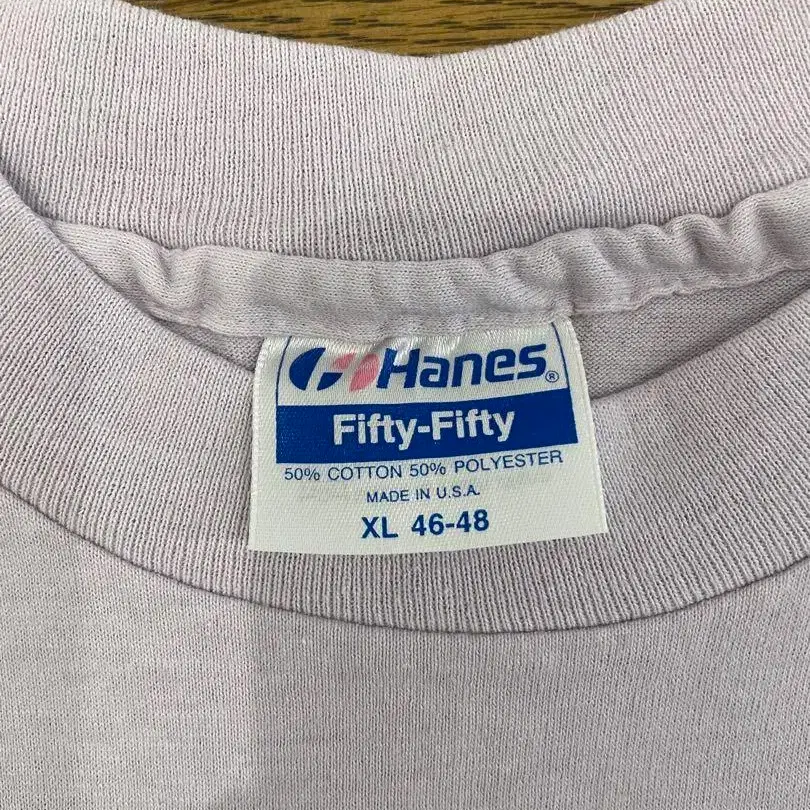 Hanes®
Fifty-Fifty
50% COTTON 50% POLYESTER
MADE IN U.S.A.
XL 46-48